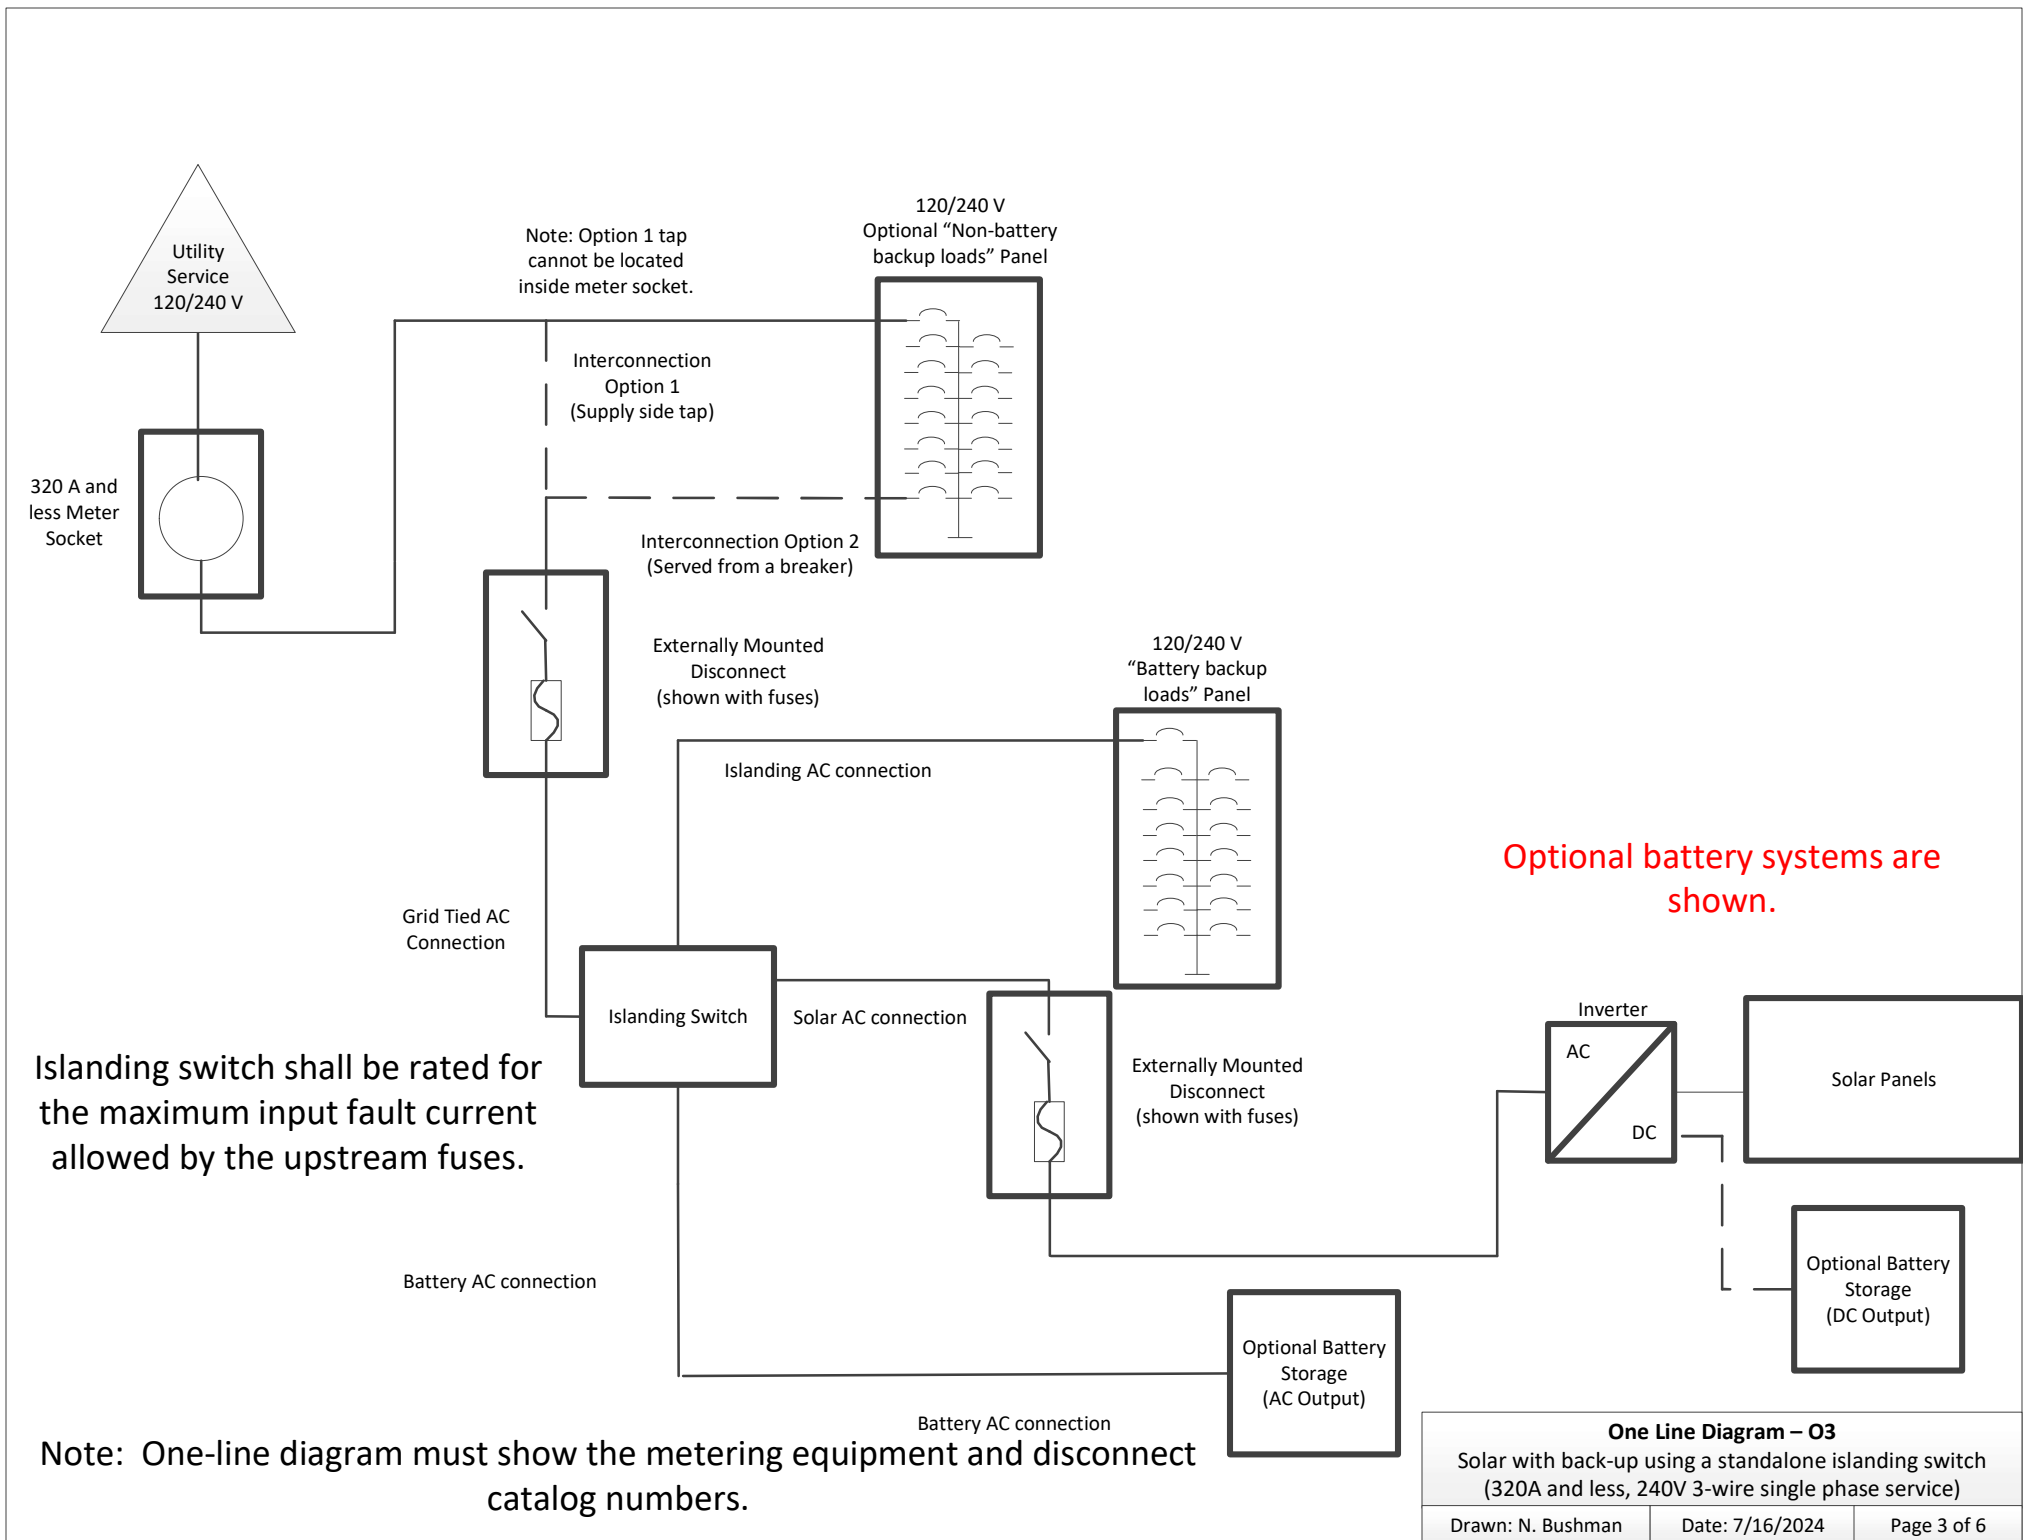 Utility
Service
120/240 V
Note: Option 1 tap
cannot be located
inside meter socket.
120/240 V
Optional “Non-battery
backup loads” Panel
Interconnection
Option 1
(Supply side tap)
320 A and
less Meter
Socket
Interconnection Option 2
(Served from a breaker)
Externally Mounted
Disconnect
(shown with fuses)
120/240 V
“Battery backup
loads” Panel
Islanding AC connection
Optional battery systems are
shown.
Grid Tied AC
Connection
Islanding Switch
Solar AC connection
Inverter
AC
DC
Solar Panels
Islanding switch shall be rated for
the maximum input fault current
allowed by the upstream fuses.
Externally Mounted
Disconnect
(shown with fuses)
Battery AC connection
Optional Battery
Storage
(DC Output)
Optional Battery
Storage
(AC Output)
Battery AC connection
Note:  One-line diagram must show the metering equipment and disconnect
catalog numbers.
One Line Diagram – O3
Solar with back-up using a standalone islanding switch
(320A and less, 240V 3-wire single phase service)
Drawn: N. Bushman
Date: 7/16/2024
Page 3 of 6